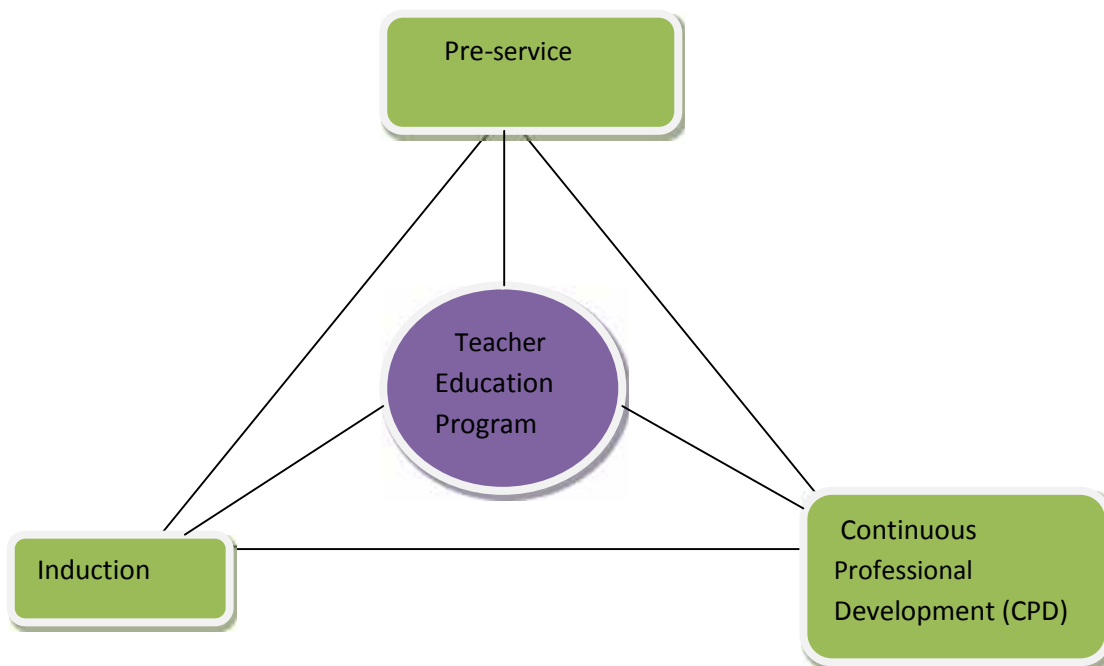 Pre-service
Teacher
Education
Program
Induction
Continuous
Professional
Development (CPD)